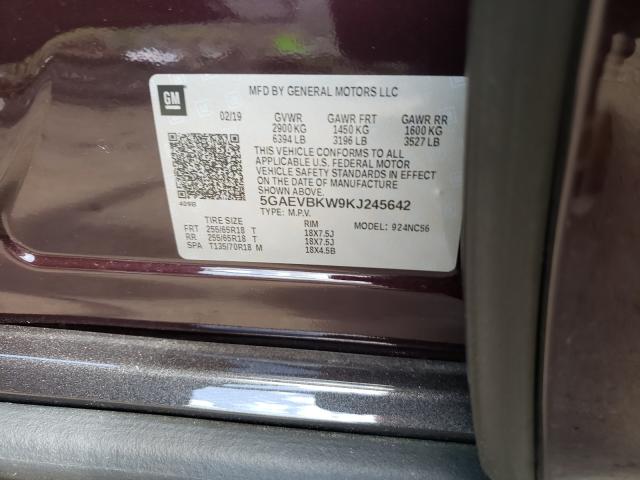 GM
MFD BY GENERAL MOTORS LLC
02/19 GVWR GAWR FRT GAWR RR
2900 KG 1450 KG 1600 KG
6394 LB 3196 LB 3527 LB
THIS VEHICLE CONFORMS TO ALL
APPLICABLE U.S. FEDERAL MOTOR
VEHICLE SAFETY STANDARDS IN EFFECT
ON THE DATE OF MANUFACTURE
SHOWN ABOVE.
409B
5GAEVBKW9KJ245642
TYPE: M.P.V. MODEL: 924NC56
TIRE SIZE RIM
FRT 255/65R18 T 18X7.5J
RR 255/65R18 T 18X7.5J
SPA T135/70R18 M 18X4.5B